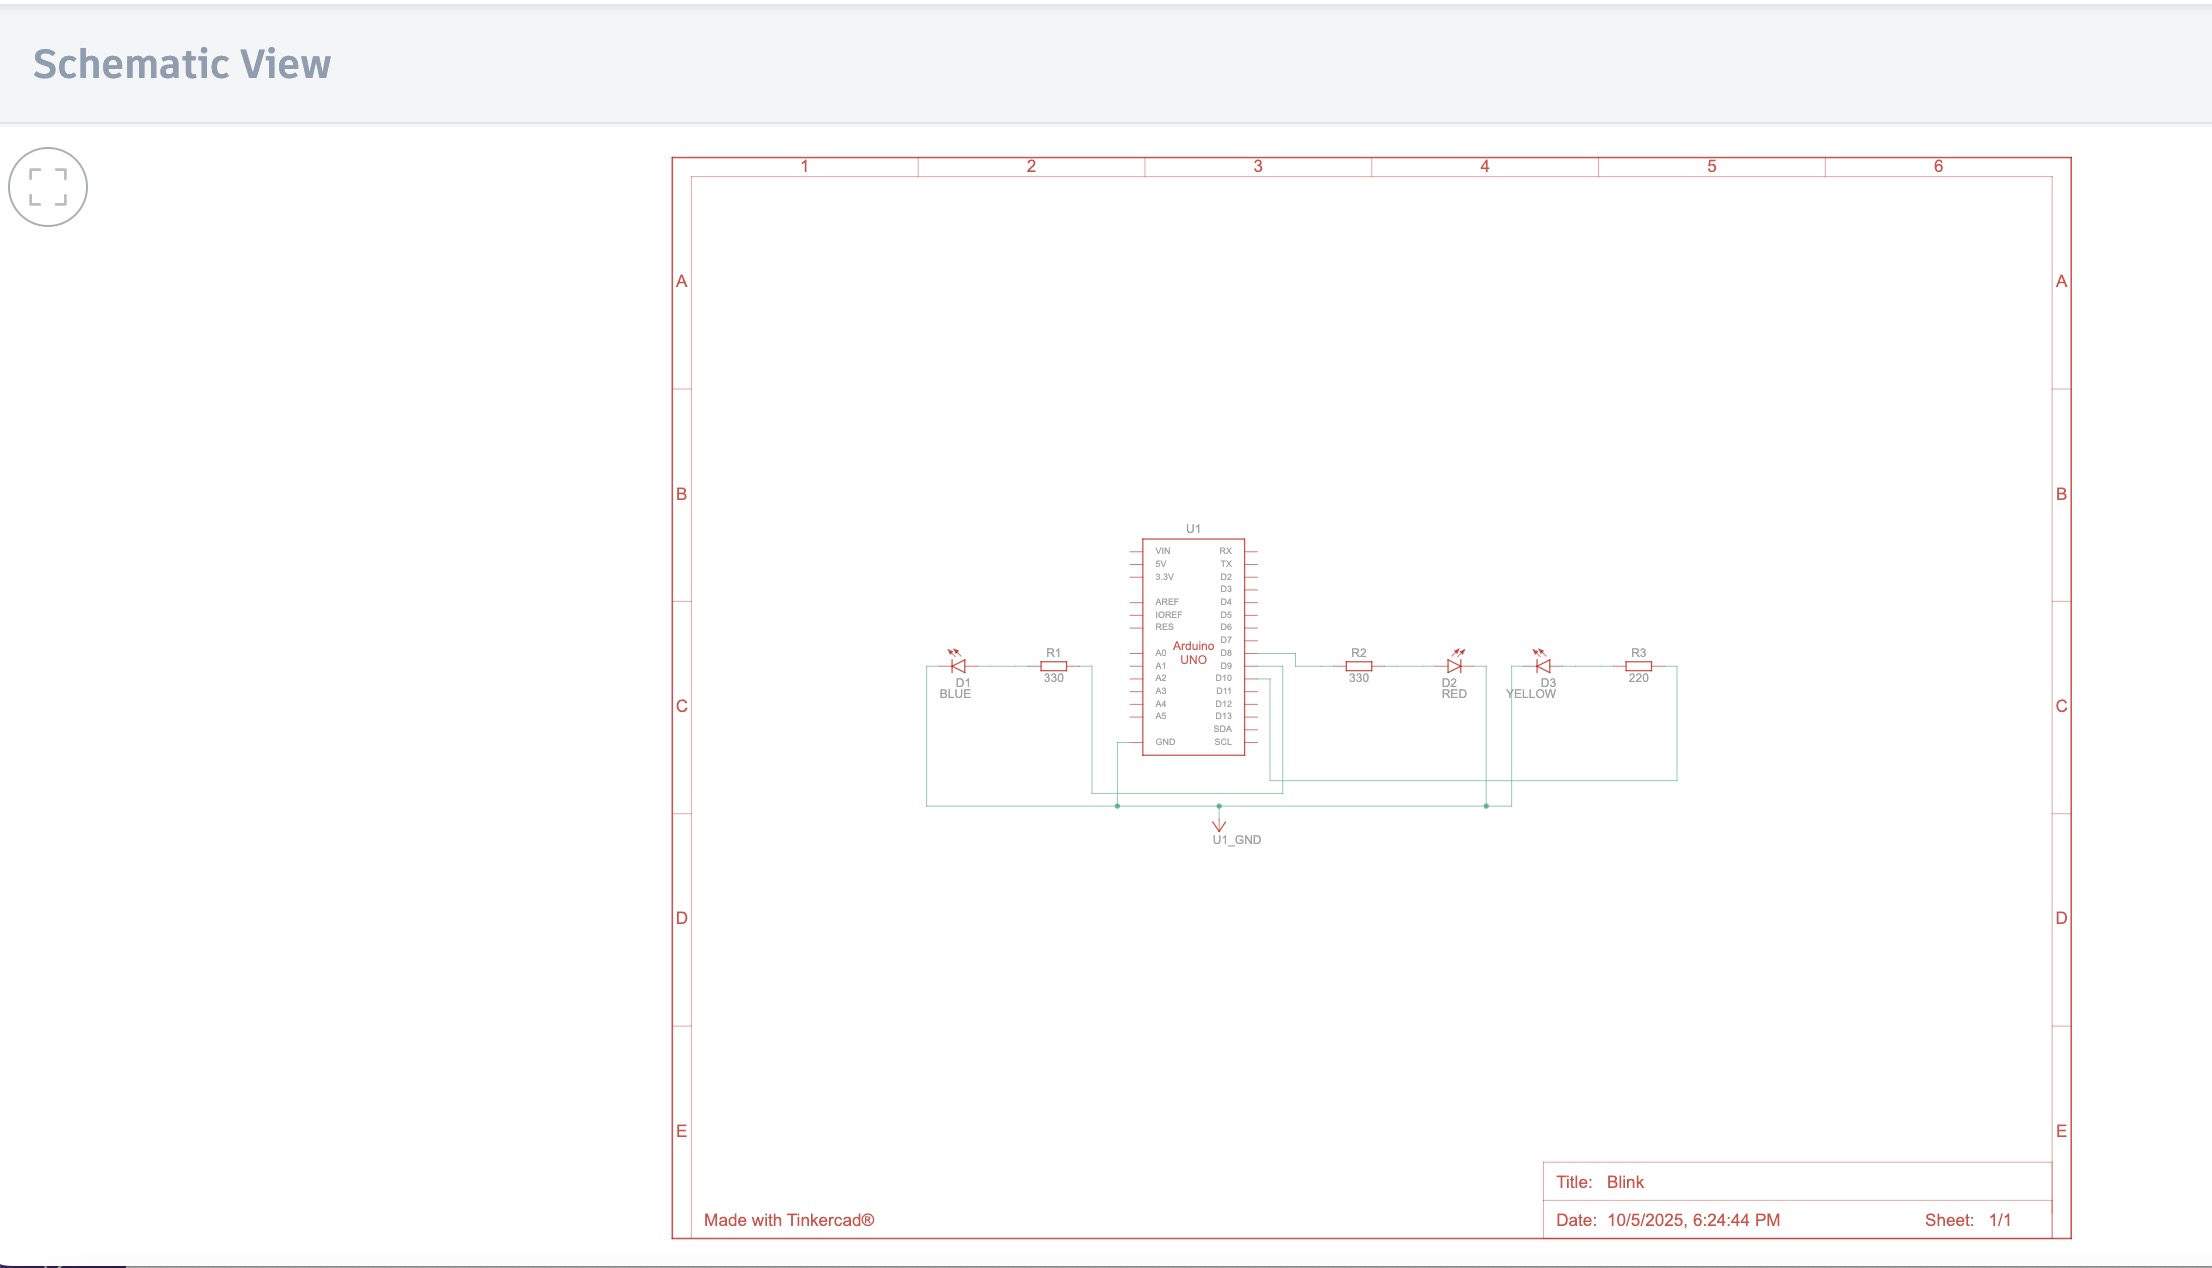 Schematic View
1 2 3 4 5 6
A A
B B
U1
VIN RX
5V TX
3.3V D2
D3
AREF D4
IOREF D5
RES D6
D7
Arduino
UNO
A0 D8
A1 D9
A2 D10
A3 D11
A4 D12
A5 D13
SDA
GND SCL
R1
330
D1
BLUE
R2
330
D2
RED
D3
YELLOW
R3
220
C C
U1_GND
D D
E E
Title: Blink
Made with Tinkercad®
Date: 10/5/2025, 6:24:44 PM Sheet: 1/1